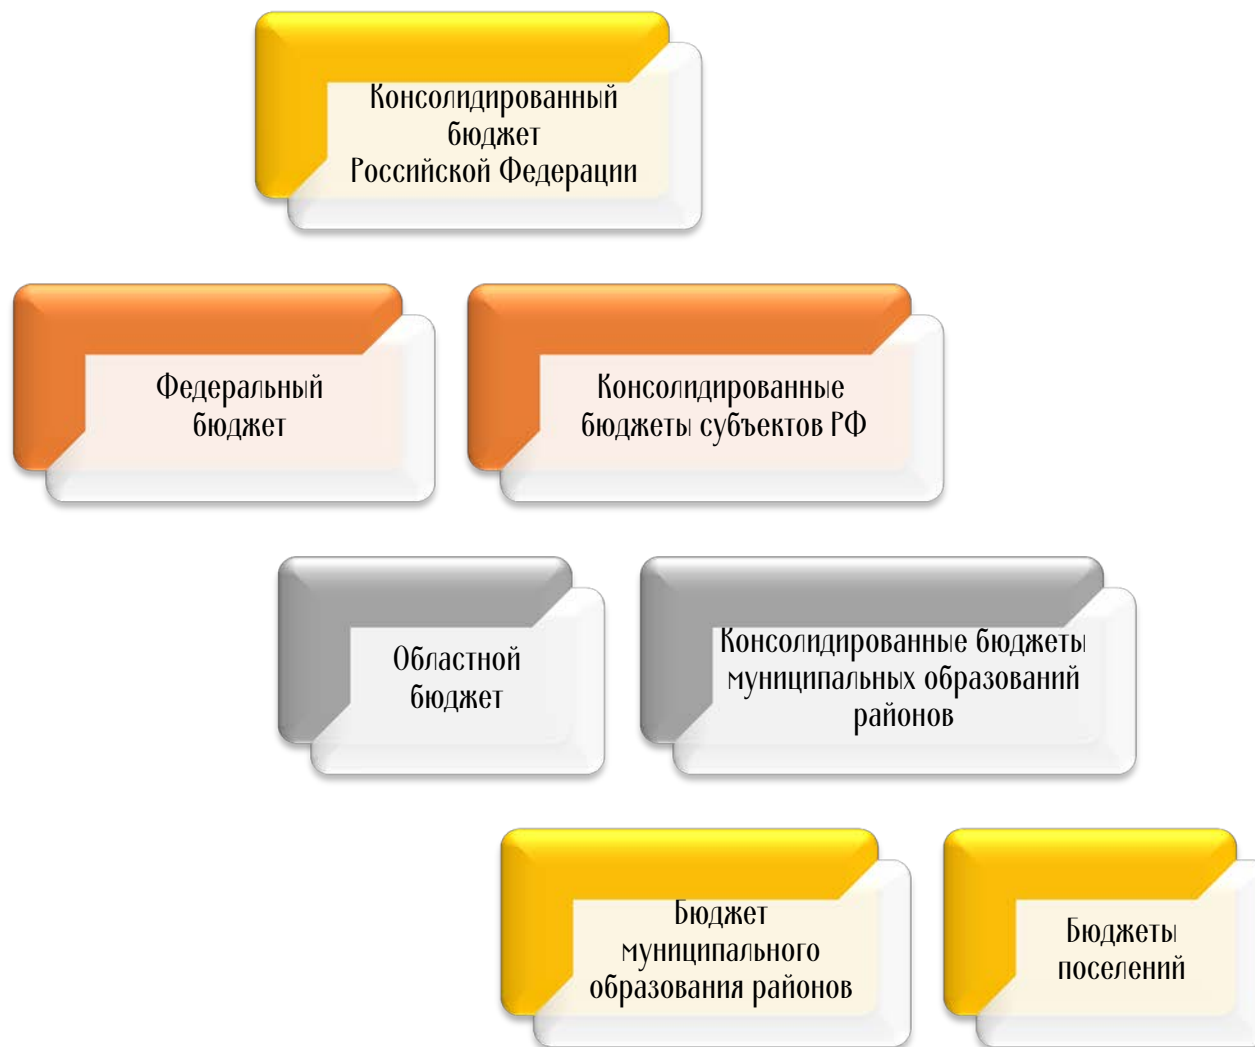 Консолидированный
бюджет
Российской Федерации
Федеральный
бюджет
Консолидированные
бюджеты субъектов РФ
Областной
бюджет
Консолидированные бюджеты
муниципальных образований
районов
Бюджет
муниципального
образования районов
Бюджеты
поселений